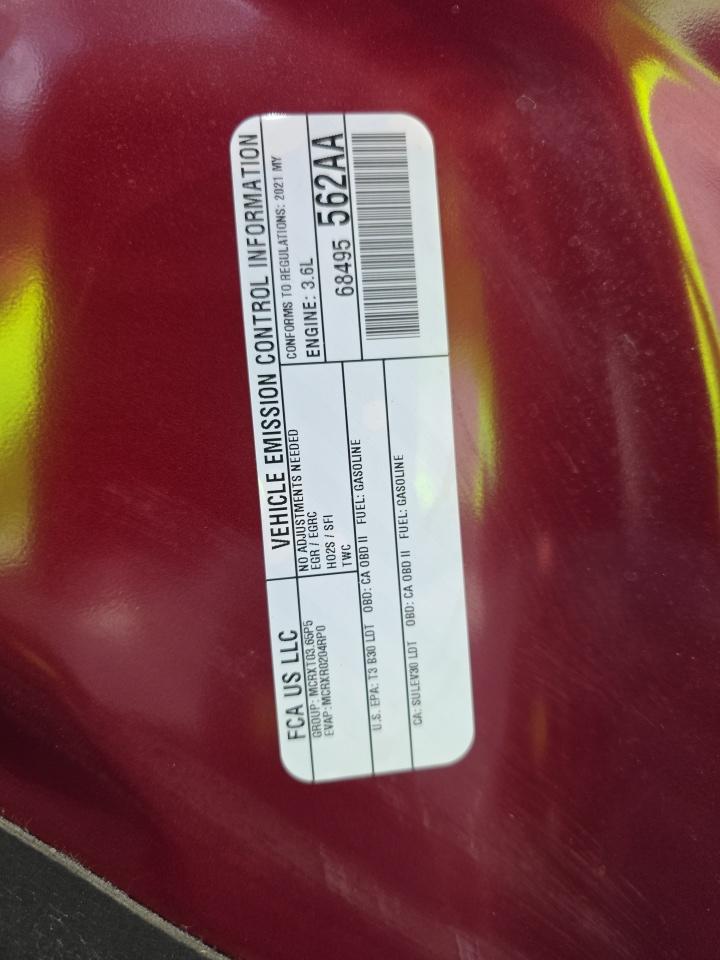 FCA US LLC VEHICLE EMISSION CONTROL INFORMATION
GROUP: MCRXT03.65P5
EVAP: MCRXR0204RP0
NO ADJUSTMENTS NEEDED
EGR / EGRC
HO2S / SFI
TWC
CONFORMS TO REGULATIONS: 2021 MY
ENGINE: 3.6L
68495 562AA
U.S. EPA: T3 B30 LDT OBD: CA OBD II FUEL: GASOLINE
CA: SULEV30 LDT OBD: CA OBD II FUEL: GASOLINE